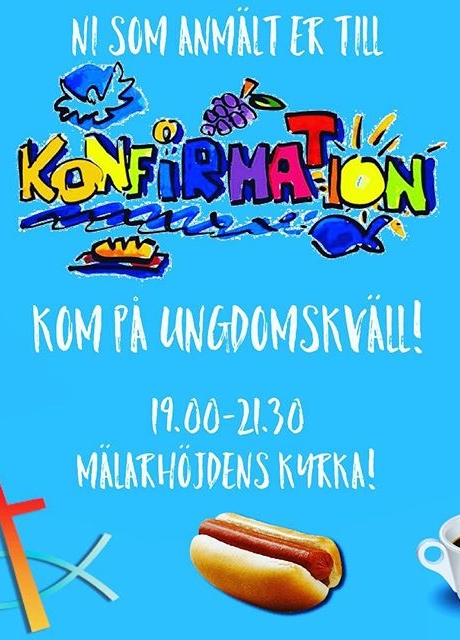 NI SOM ANMÄLT ER TILL
KONFIRMATION
KOM PÅ UNGDOMSKVÄLL!
19.00-21.30
MÄLARHÖJDENS KYRKA!